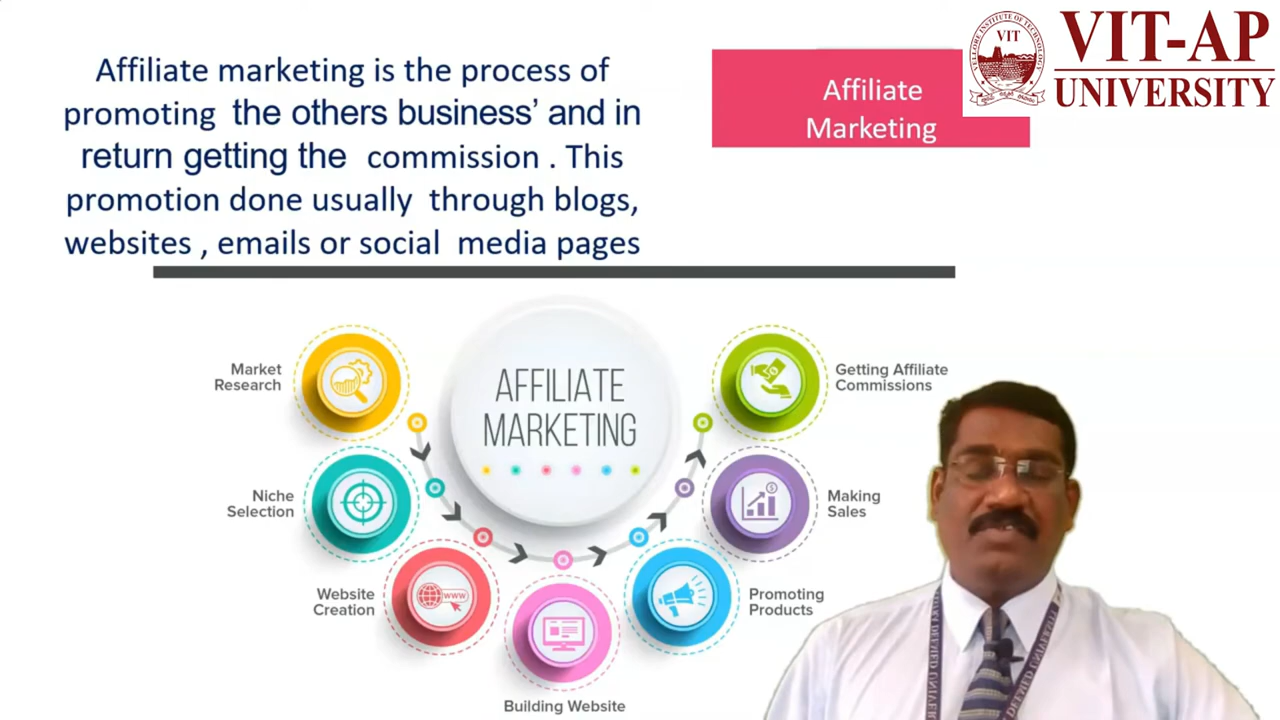 Affiliate marketing is the process of
promoting the others business’ and in
return getting the commission . This
promotion done usually through blogs,
websites , emails or social media pages
Affiliate
Marketing
VIT
VIT-AP
UNIVERSITY
AFFILIATE
MARKETING
Market
Research
Niche
Selection
Website
Creation
WWW
Building Website
Promoting
Products
Making
Sales
Getting Affiliate
Commissions